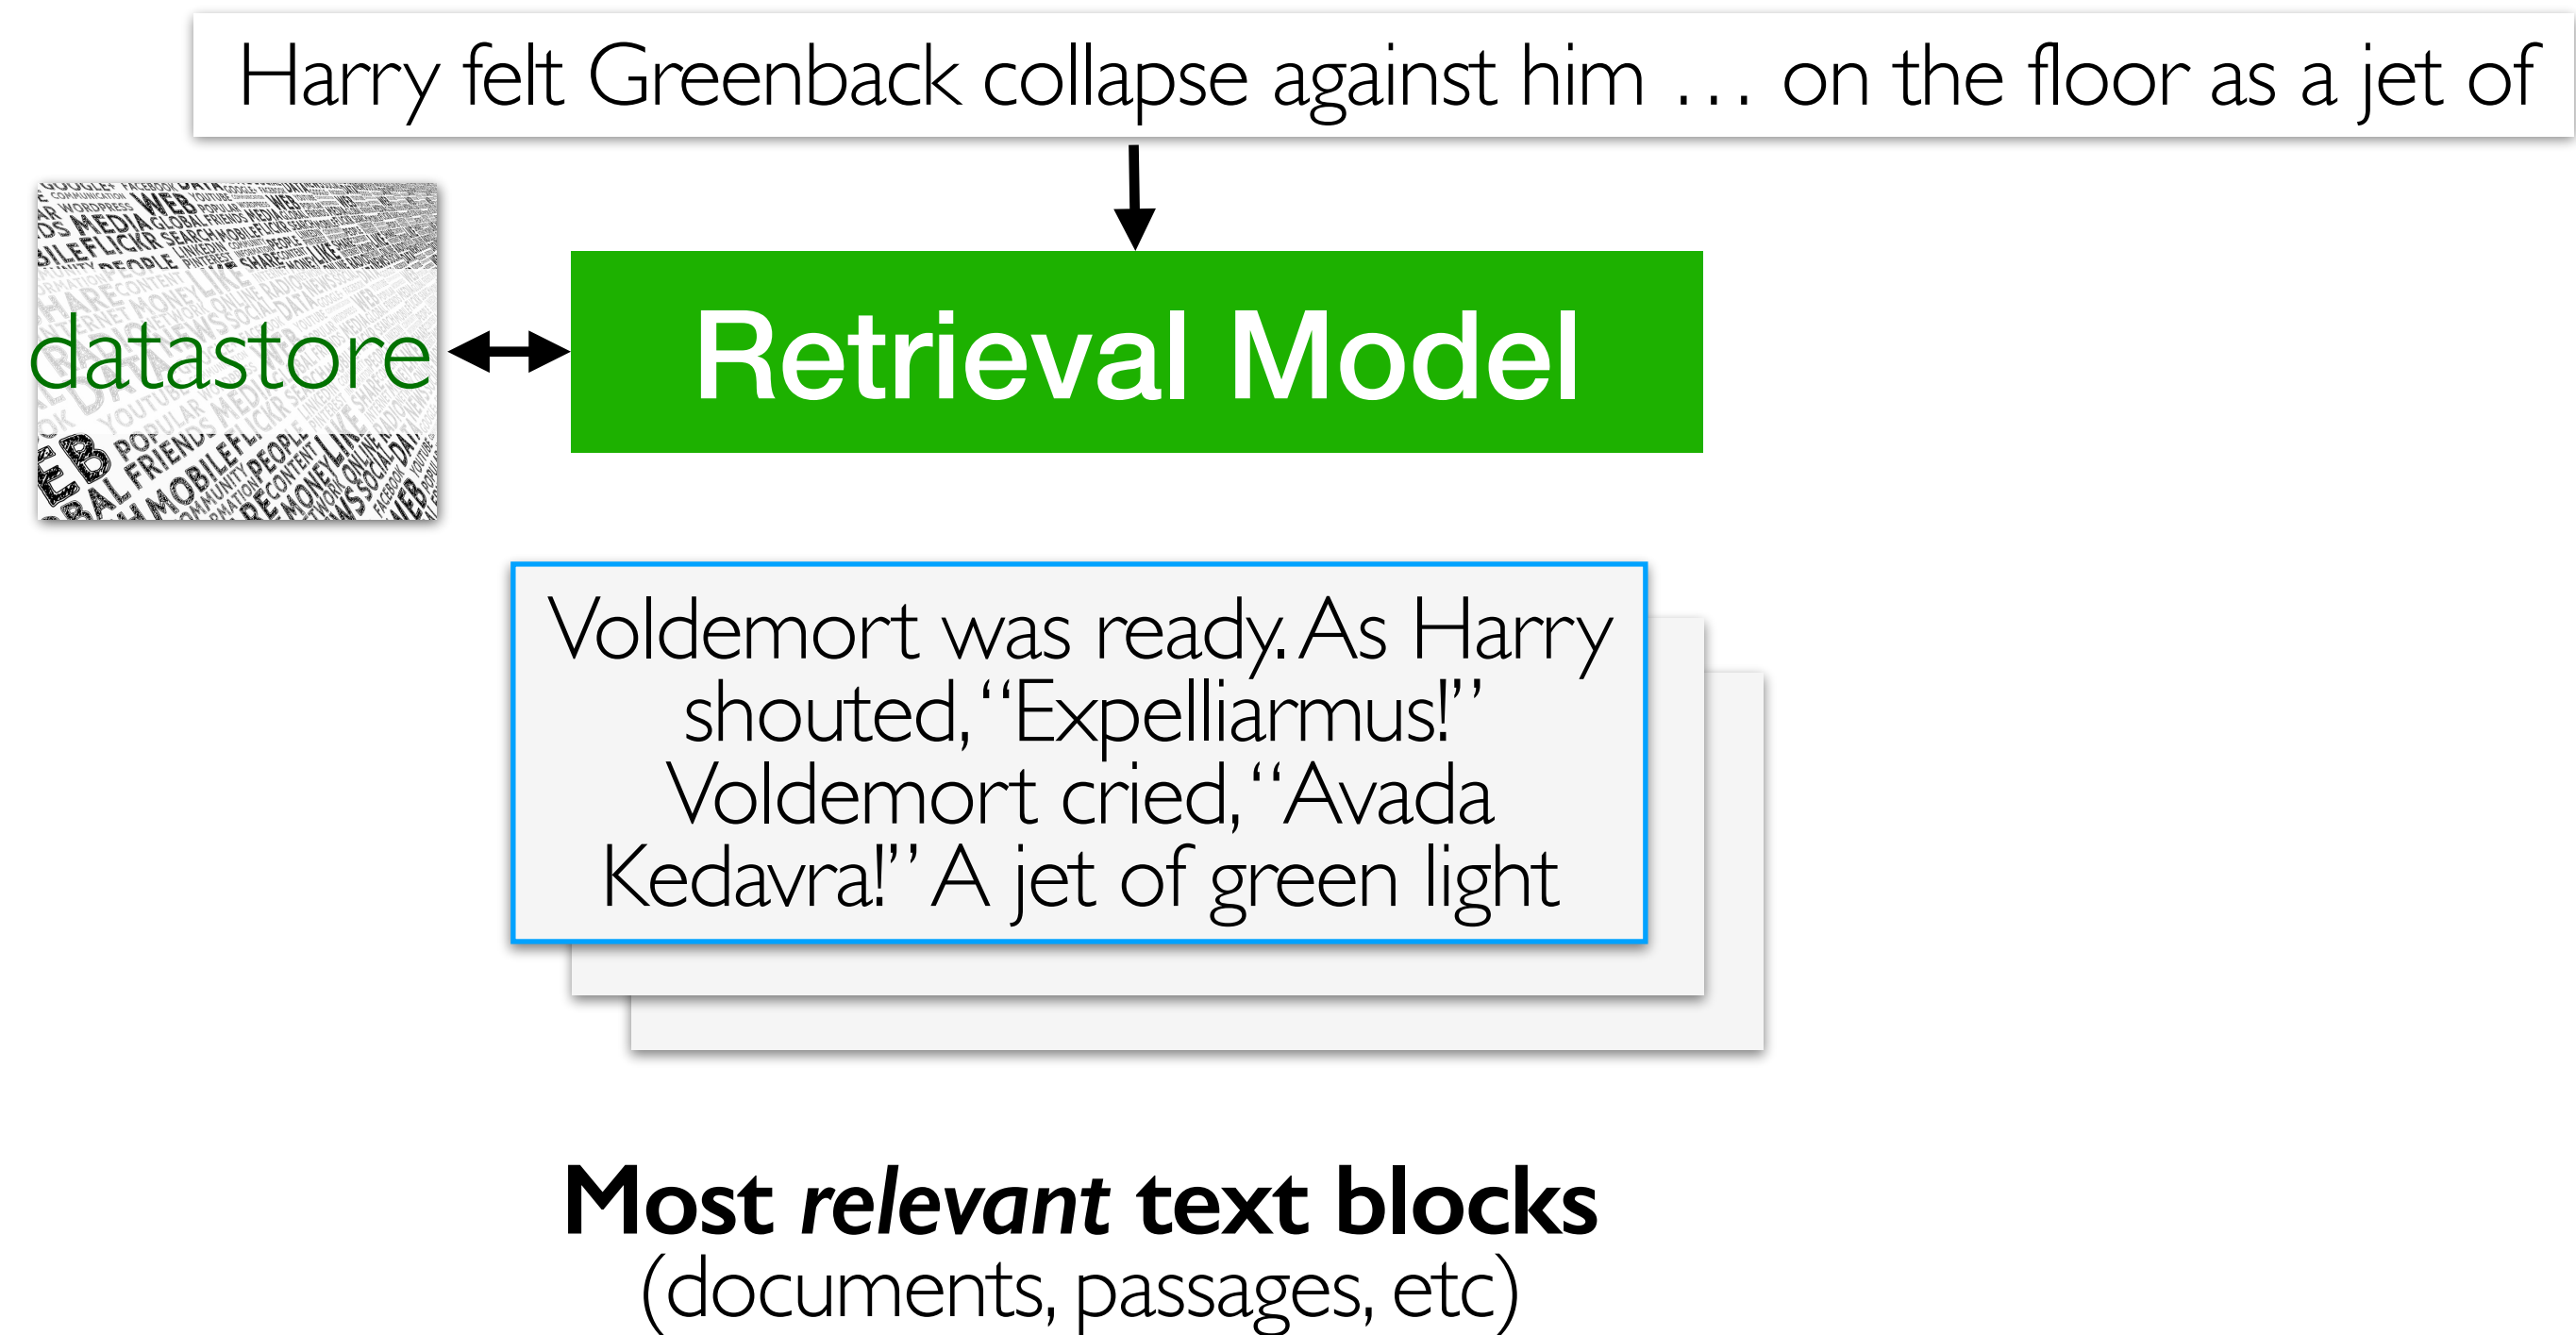 Harry felt Greenback collapse against him … on the floor as a jet of
datastore
Retrieval Model
Voldemort was ready. As Harry
shouted, “Expelliarmus!”
Voldemort cried, “Avada
Kedavra!” A jet of green light
Most relevant text blocks
(documents, passages, etc)